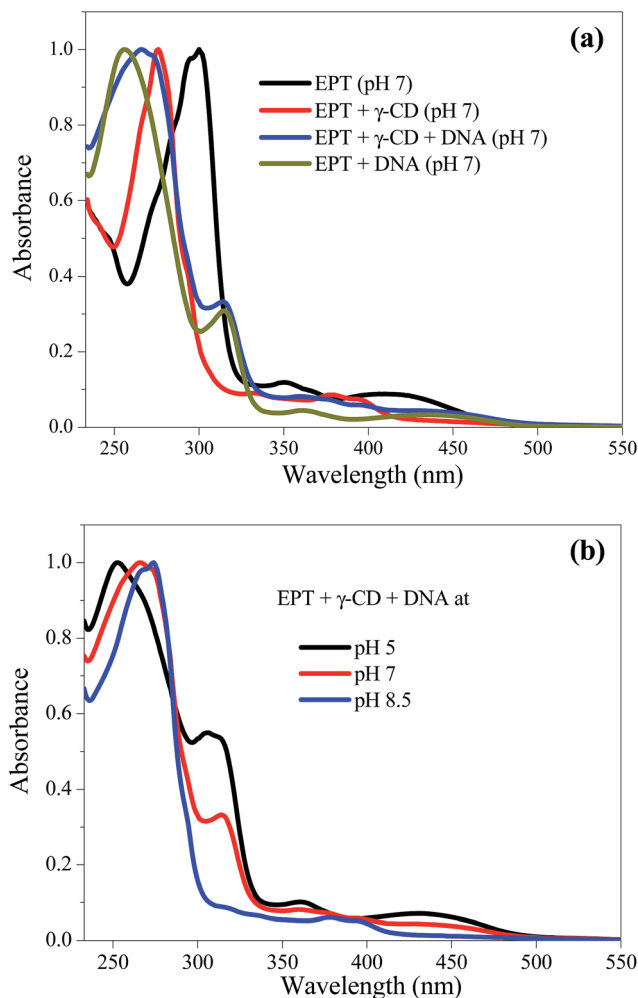 (a)
EPT (pH 7)
EPT + γ-CD (pH 7)
EPT + γ-CD + DNA (pH 7)
EPT + DNA (pH 7)
Absorbance
1.0
0.8
0.6
0.4
0.2
0.0
250 300 350 400 450 500 550
Wavelength (nm)
(b)
EPT + γ-CD + DNA at
pH 5
pH 7
pH 8.5
Absorbance
1.0
0.8
0.6
0.4
0.2
0.0
250 300 350 400 450 500 550
Wavelength (nm)